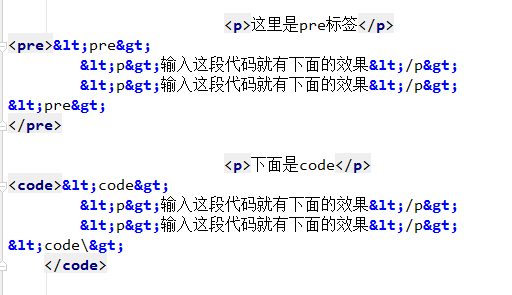 <p>这里是pre标签</p>
<pre>&lt;pre&gt;
&lt;p&gt;输入这段代码就有下面的效果&lt;/p&gt;
&lt;p&gt;输入这段代码就有下面的效果&lt;/p&gt;
&lt;pre&gt;
</pre>
<p>下面是code</p>
<code>&lt;code&gt;
&lt;p&gt;输入这段代码就有下面的效果&lt;/p&gt;
&lt;p&gt;输入这段代码就有下面的效果&lt;/p&gt;
&lt;code\&gt;
</code>